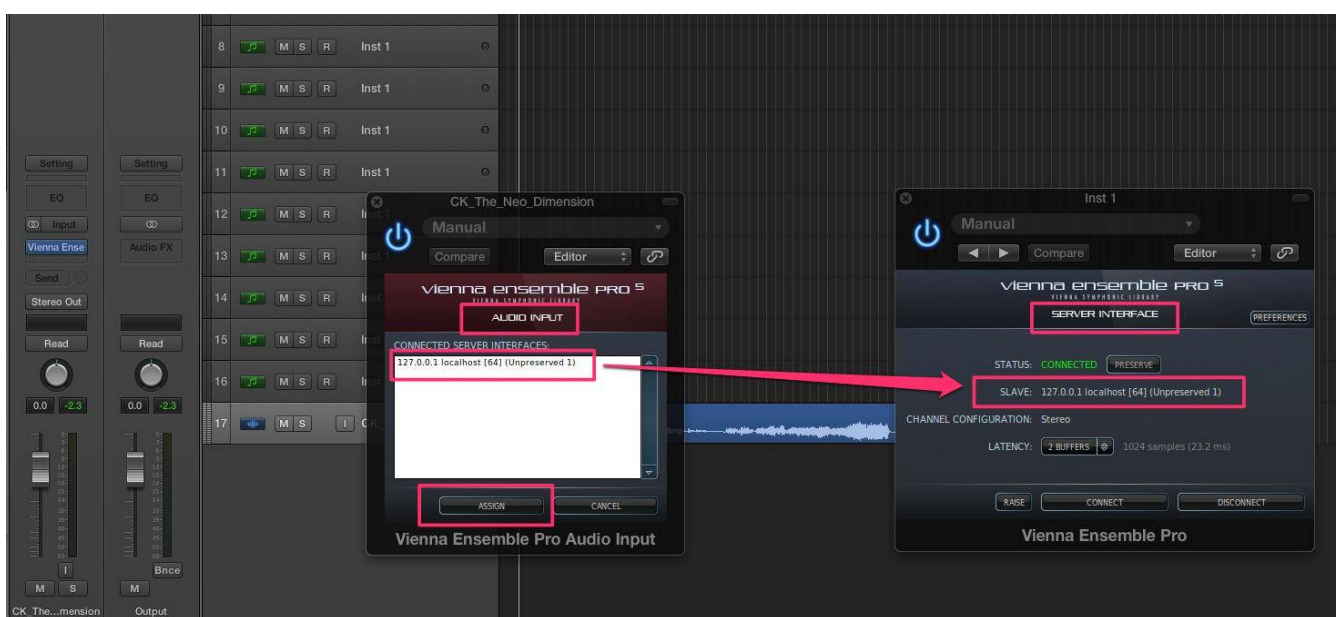 Setting
EQ
Input
Vienna Ense
Send
Stereo Out
Read
0.0 -2.3
I
M S
CK_The...mension
Setting
EQ
Audio FX
Read
0.0 -2.3
Bnce
M
Output
8 M S R Inst 1
9 M S R Inst 1
10 M S R Inst 1
11 M S R Inst 1
12 M S R
13 M S R
14 M S R
15 M S R
16 M S R
17 M S I
CK_The_Neo_Dimension
Manual
Compare Editor
vienna ensemble PRO 5
VIENNA SYMPHONIC LIBRARY
AUDIO INPUT
CONNECTED SERVER INTERFACES:
127.0.0.1 localhost [64] (Unpreserved 1)
ASSIGN CANCEL
Vienna Ensemble Pro Audio Input
Inst 1
Manual
Compare Editor
vienna ensemble PRO 5
VIENNA SYMPHONIC LIBRARY
SERVER INTERFACE
PREFERENCES
STATUS: CONNECTED PRESERVE
SLAVE: 127.0.0.1 localhost [64] (Unpreserved 1)
CHANNEL CONFIGURATION: Stereo
LATENCY: 2 BUFFERS 1024 samples (23.2 ms)
RAISE CONNECT DISCONNECT
Vienna Ensemble Pro